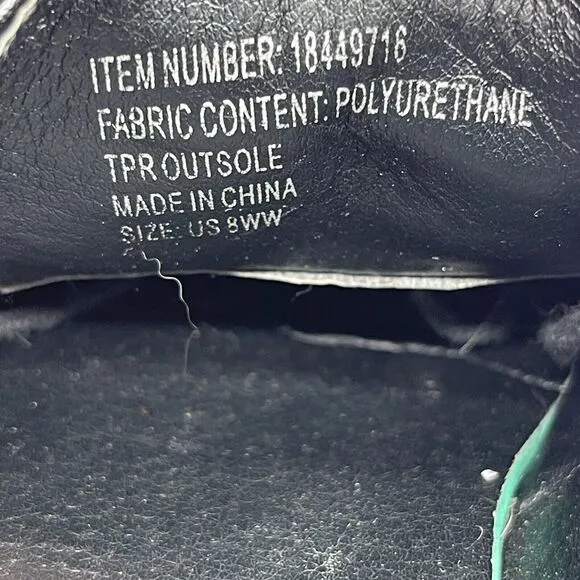 ITEM NUMBER: 18449716
FABRIC CONTENT: POLYURETHANE
TPR OUTSOLE
MADE IN CHINA
SIZE: US 8WW